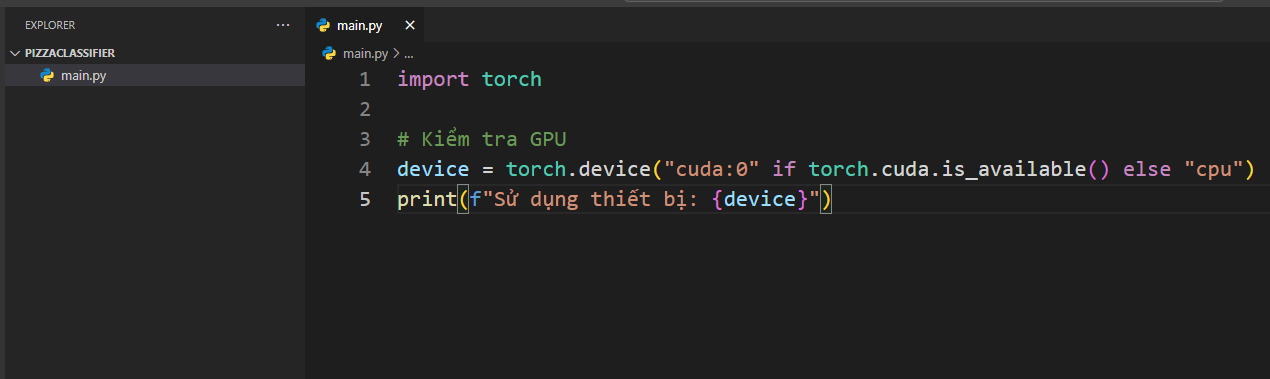 EXPLORER
PIZZACLASSIFIER
main.py
main.py
main.py > ...
1 import torch
2
3 # Kiểm tra GPU
4 device = torch.device("cuda:0" if torch.cuda.is_available() else "cpu")
5 print(f"Sử dụng thiết bị: {device}")